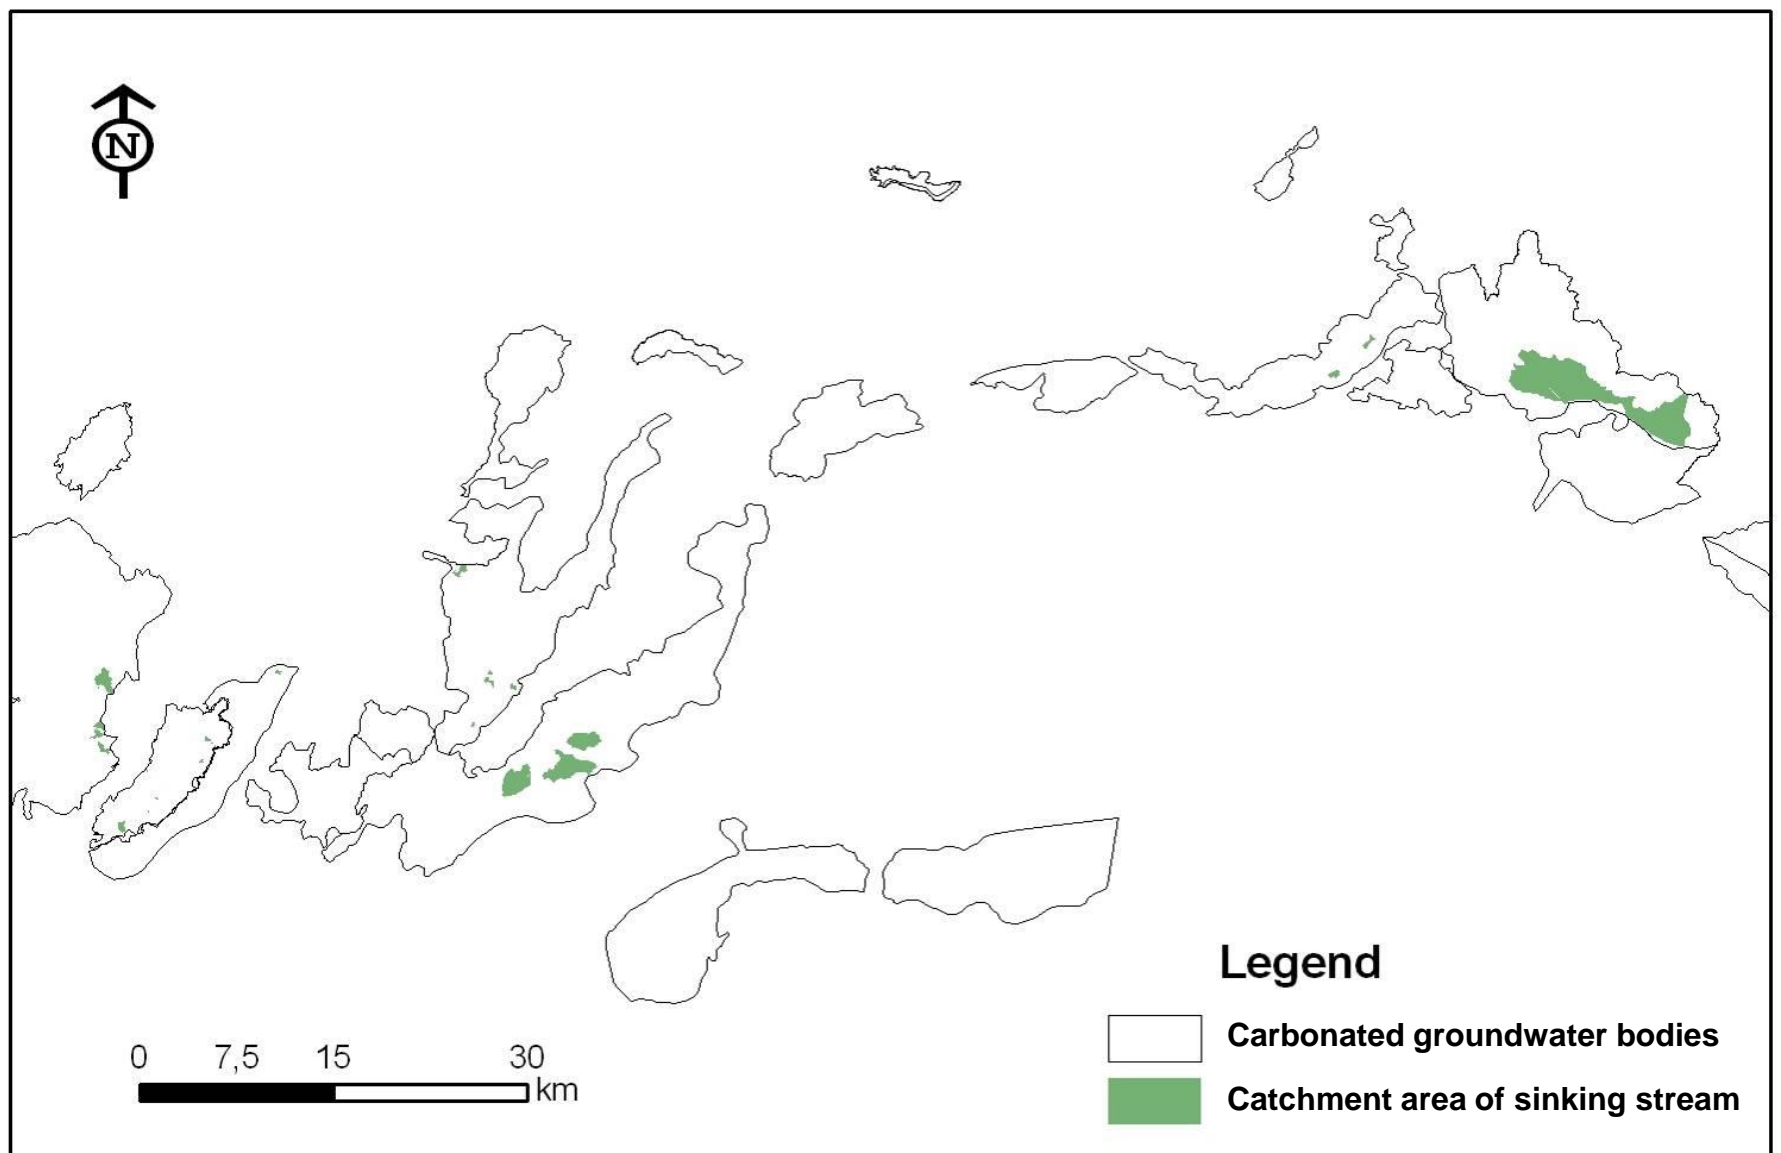 N
Legend
Carbonated groundwater bodies
Catchment area of sinking stream
0 7,5 15 30
km